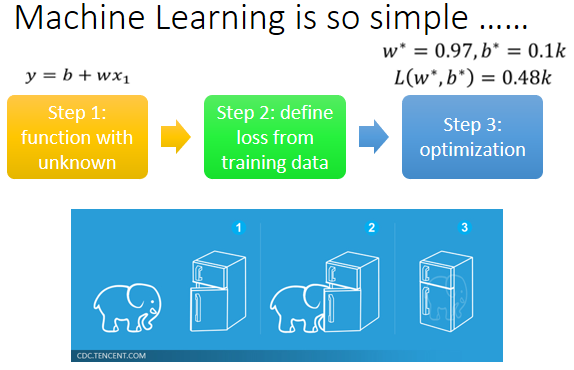 Machine Learning is so simple ……
w* = 0.97, b* = 0.1k
y = b + wx₁
L(w*, b*) = 0.48k
Step 1:
function with
unknown
Step 2: define
loss from
training data
Step 3:
optimization
1
2
3
CDC.TENCENT.COM